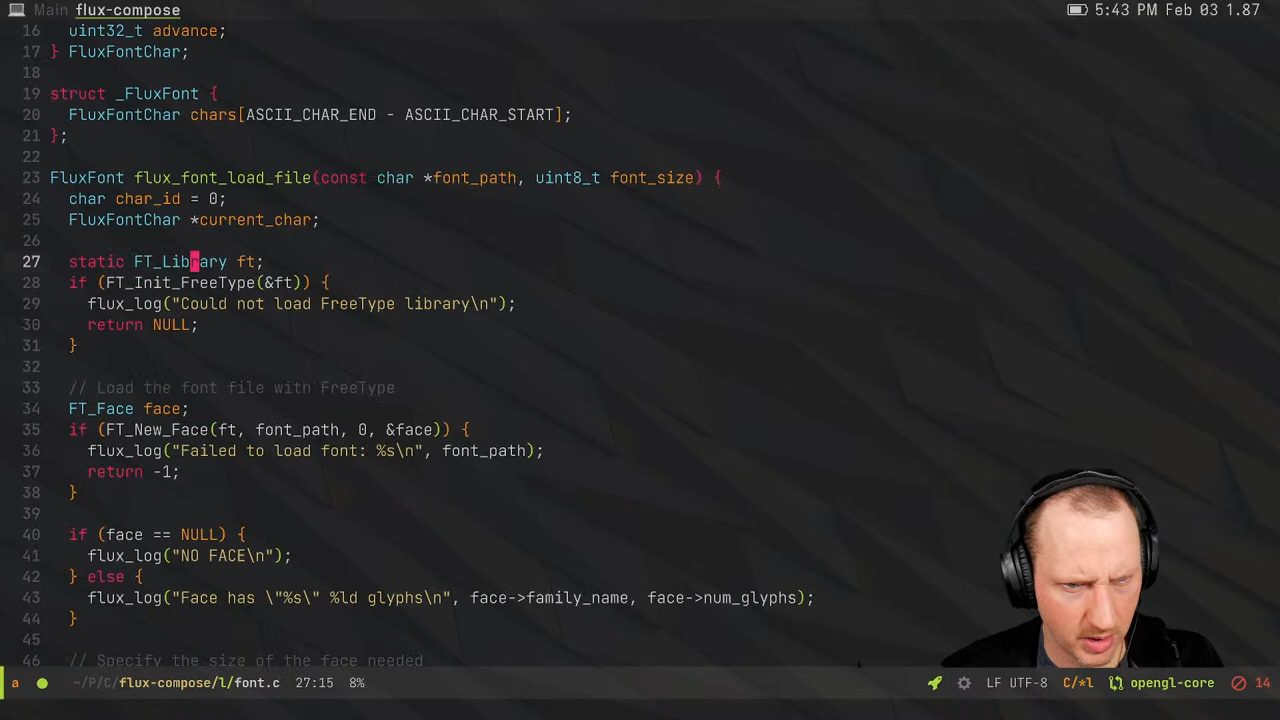 Main flux-compose 5:43 PM Feb 03 1.87
16 uint32_t advance;
17 } FluxFontChar;
18
19 struct _FluxFont {
20 FluxFontChar chars[ASCII_CHAR_END - ASCII_CHAR_START];
21 };
22
23 FluxFont flux_font_load_file(const char *font_path, uint8_t font_size) {
24 char char_id = 0;
25 FluxFontChar *current_char;
26
27 static FT_Library ft;
28 if (FT_Init_FreeType(&ft)) {
29 flux_log("Could not load FreeType library\n");
30 return NULL;
31 }
32
33 // Load the font file with FreeType
34 FT_Face face;
35 if (FT_New_Face(ft, font_path, 0, &face)) {
36 flux_log("Failed to load font: %s\n", font_path);
37 return -1;
38 }
39
40 if (face == NULL) {
41 flux_log("NO FACE\n");
42 } else {
43 flux_log("Face has \"%s\" %ld glyphs\n", face->family_name, face->num_glyphs);
44 }
45
46 // Specify the size of the face needed
a ~/P/C/flux-compose/l/font.c 27:15 8% LF UTF-8 C/*l opengl-core 14